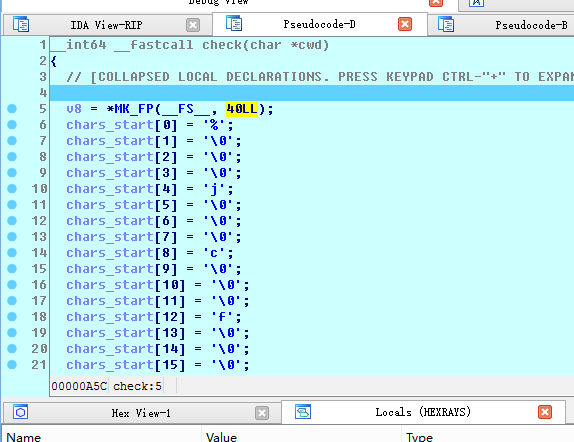 Debug View
IDA View-RIP Pseudocode-D Pseudocode-B
1 __int64 __fastcall check(char *cwd)
2 {
3 // [COLLAPSED LOCAL DECLARATIONS. PRESS KEYPAD CTRL-"+" TO EXPAN
4
5 v8 = *MK_FP(__FS__, 40LL);
6 chars_start[0] = '%';
7 chars_start[1] = '\0';
8 chars_start[2] = '\0';
9 chars_start[3] = '\0';
10 chars_start[4] = 'j';
11 chars_start[5] = '\0';
12 chars_start[6] = '\0';
13 chars_start[7] = '\0';
14 chars_start[8] = 'c';
15 chars_start[9] = '\0';
16 chars_start[10] = '\0';
17 chars_start[11] = '\0';
18 chars_start[12] = 'f';
19 chars_start[13] = '\0';
20 chars_start[14] = '\0';
21 chars_start[15] = '\0';
00000A5C check:5
Hex View-1 Locals (HEXRAYS)
Name Value Type